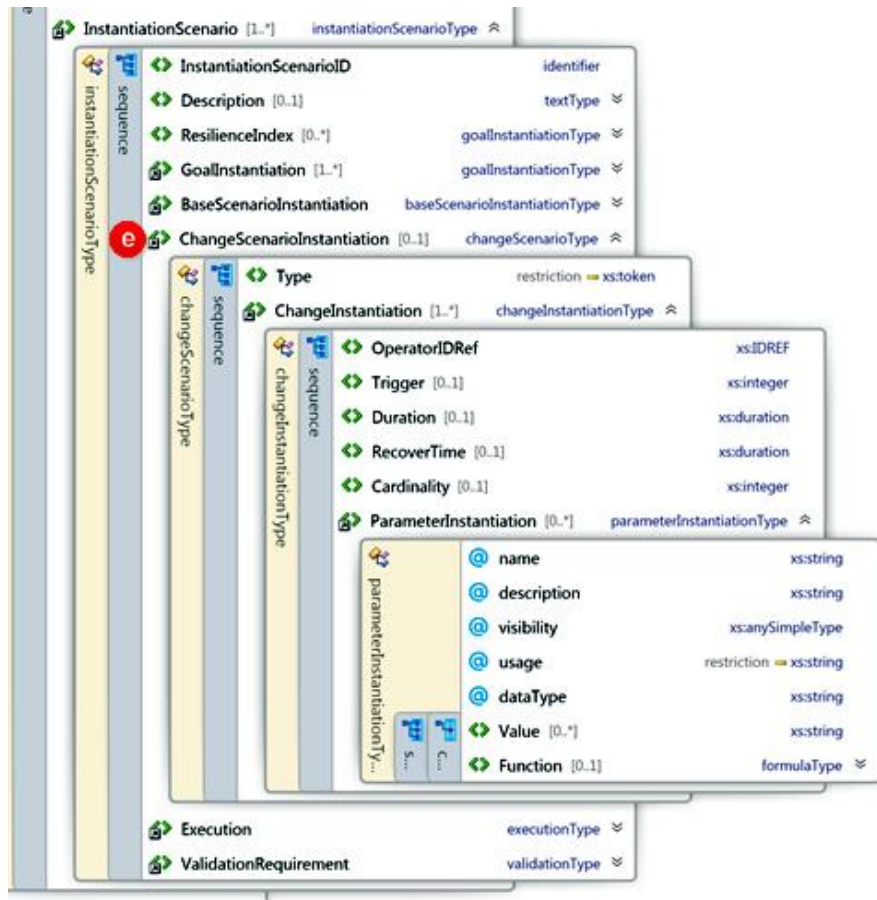 e
InstantiationScenario [1..*] instantiationScenarioType
instantiationScenarioType
sequence
InstantiationScenarioID identifier
Description [0..1] textType
ResilienceIndex [0..*] goalInstantiationType
GoalInstantiation [1..*] goalInstantiationType
BaseScenarioInstantiation baseScenarioInstantiationType
e ChangeScenarioInstantiation [0..1] changeScenarioType
changeScenarioType
sequence
Type restriction xs:token
ChangeInstantiation [1..*] changeInstantiationType
changeInstantiationType
sequence
OperatorIDRef xs:IDREF
Trigger [0..1] xs:integer
Duration [0..1] xs:duration
RecoverTime [0..1] xs:duration
Cardinality [0..1] xs:integer
ParameterInstantiation [0..*] parameterInstantiationType
parameterInstantiationTy...
s...
c...
@ name xs:string
@ description xs:string
@ visibility xs:anySimpleType
@ usage restriction xs:string
@ dataType xs:string
Value [0..*] xs:string
Function [0..1] formulaType
Execution executionType
ValidationRequirement validationType